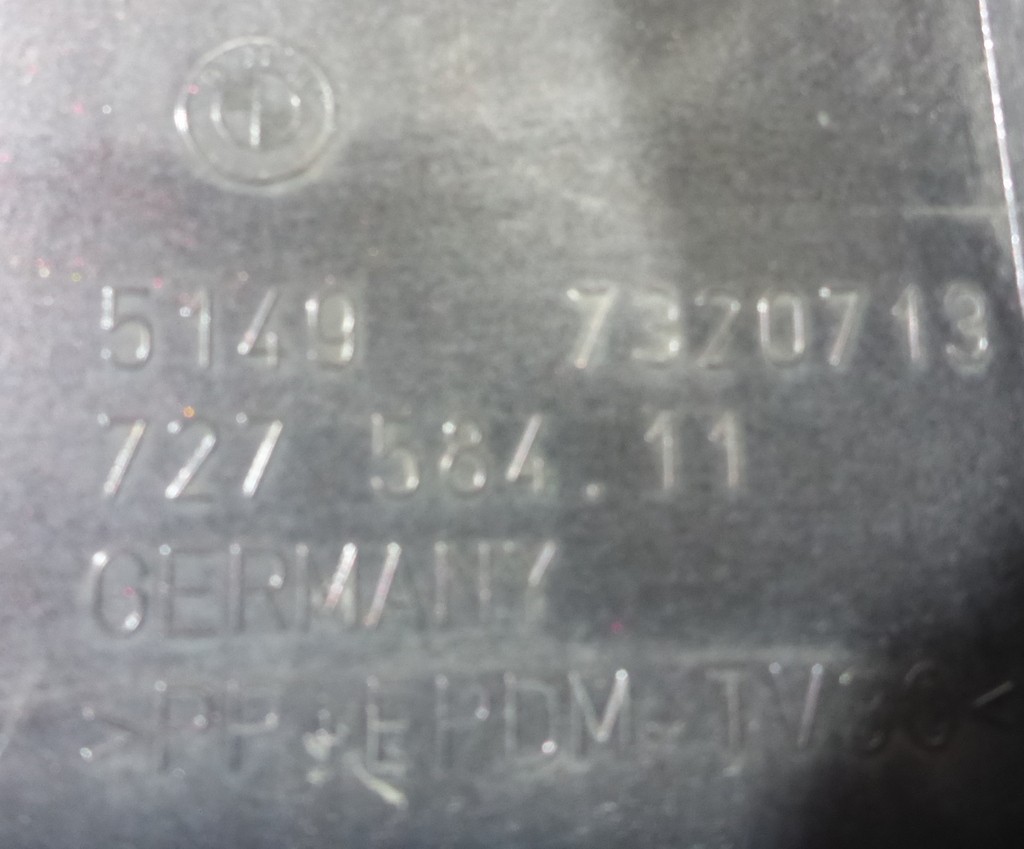 5149 7320713
727 584.11
GERMANY
>PP+EPDM-TV30<